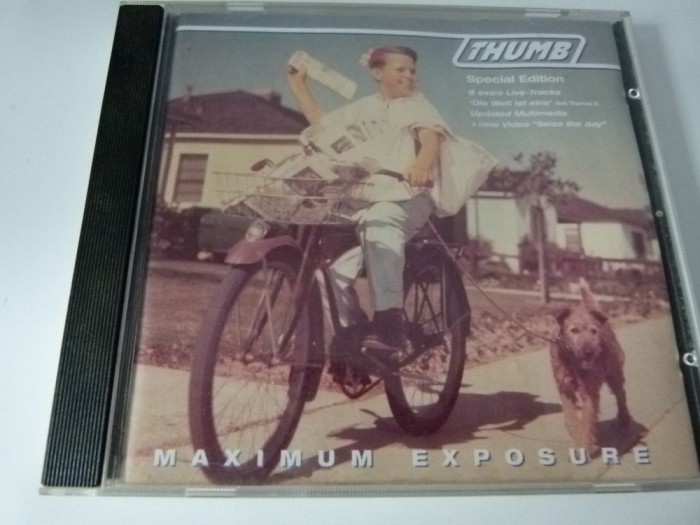 THUMB
Special Edition
6 extra Live-Tracks
'Die Welt ist eins' feat. Thomas D.
Updated Multimedia
+ new Video "Seize the day"
MAXIMUM EXPOSURE